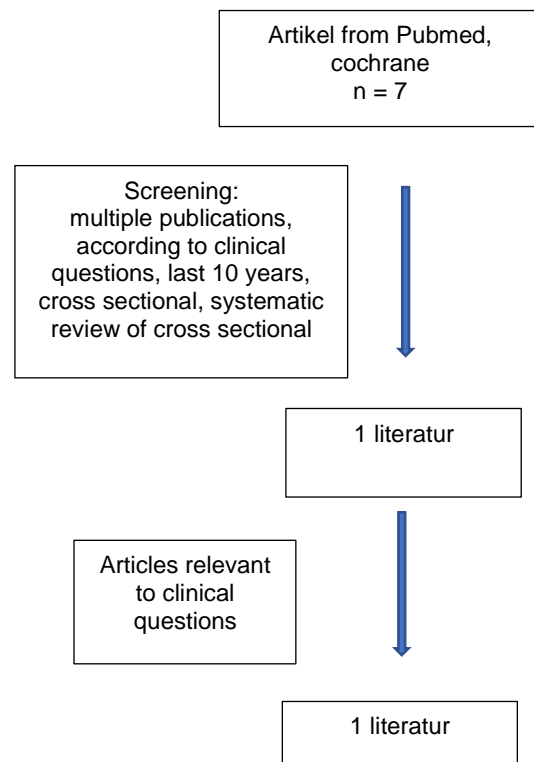 Artikel from Pubmed,
cochrane
n = 7
Screening:
multiple publications,
according to clinical
questions, last 10 years,
cross sectional, systematic
review of cross sectional
1 literatur
Articles relevant
to clinical
questions
1 literatur